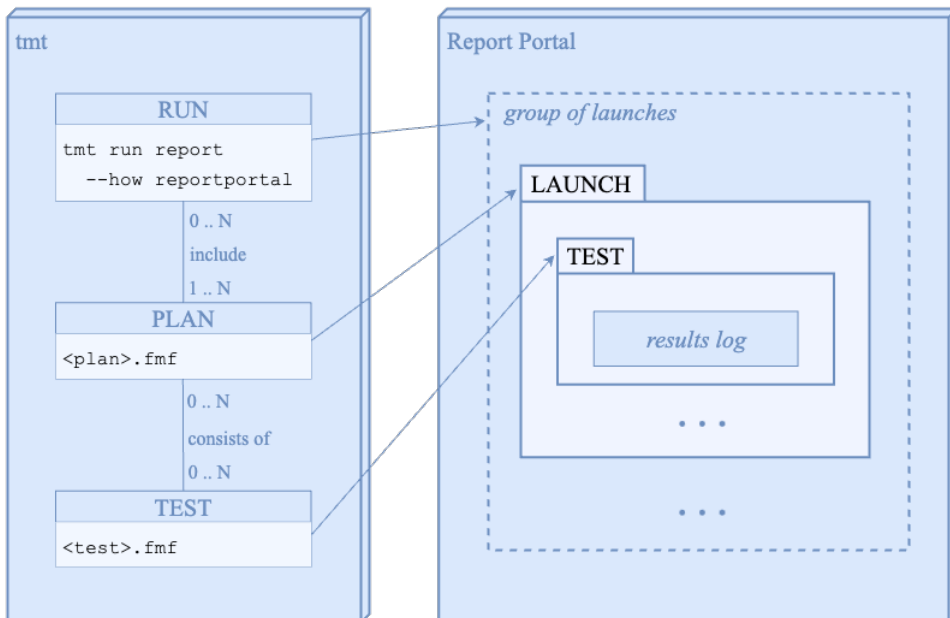 tmt
RUN
tmt run report
--how reportportal
0 .. N
include
1 .. N
PLAN
<plan>.fmf
0 .. N
consists of
0 .. N
TEST
<test>.fmf
Report Portal
group of launches
LAUNCH
TEST
results log
. . .
. . .